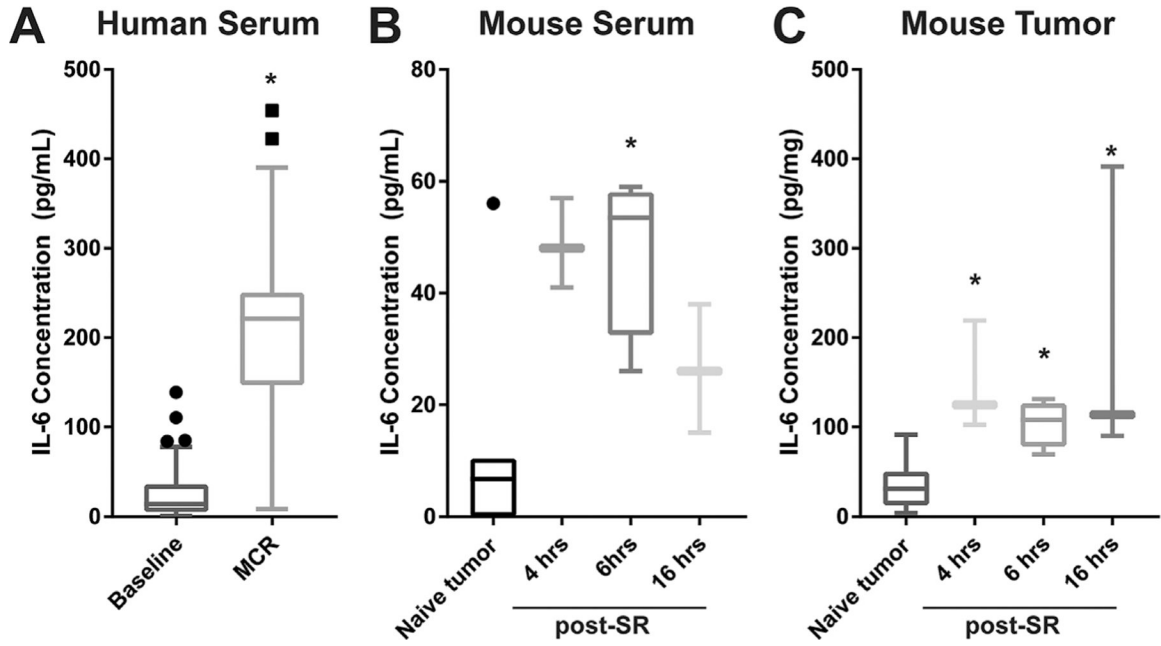 A Human Serum
IL-6 Concentration (pg/mL)
500
400
300
200
100
0
*
Baseline
MCR
B Mouse Serum
IL-6 Concentration (pg/mL)
80
60
40
20
0
*
Naive tumor
4 hrs
6hrs
16 hrs
post-SR
C Mouse Tumor
IL-6 Concentration (pg/mg)
500
400
300
200
100
0
*
*
*
Naive tumor
4 hrs
6 hrs
16 hrs
post-SR